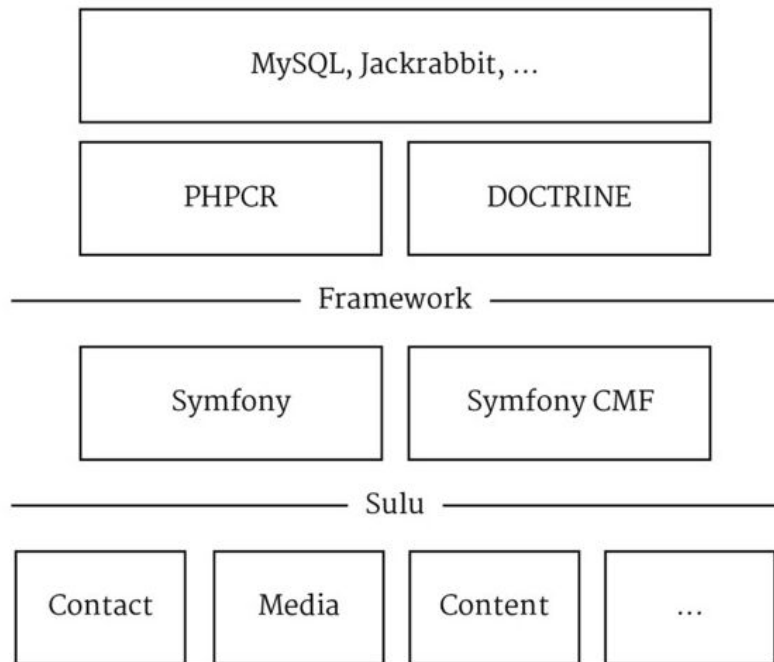 MySQL, Jackrabbit, ...
PHPCR
DOCTRINE
Framework
Symfony
Symfony CMF
Sulu
Contact
Media
Content
...